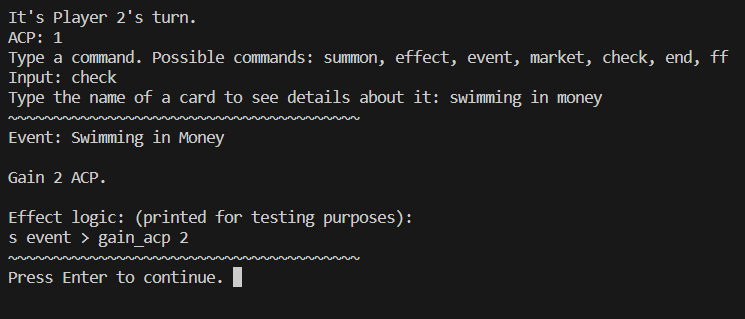 It's Player 2's turn.
ACP: 1
Type a command. Possible commands: summon, effect, event, market, check, end, ff
Input: check
Type the name of a card to see details about it: swimming in money
~~~~~~~~~~~~~~~~~~~~~~~~~~~~~~~~~~~~~~~~
Event: Swimming in Money

Gain 2 ACP.

Effect logic: (printed for testing purposes):
s event > gain_acp 2
~~~~~~~~~~~~~~~~~~~~~~~~~~~~~~~~~~~~~~~~
Press Enter to continue.